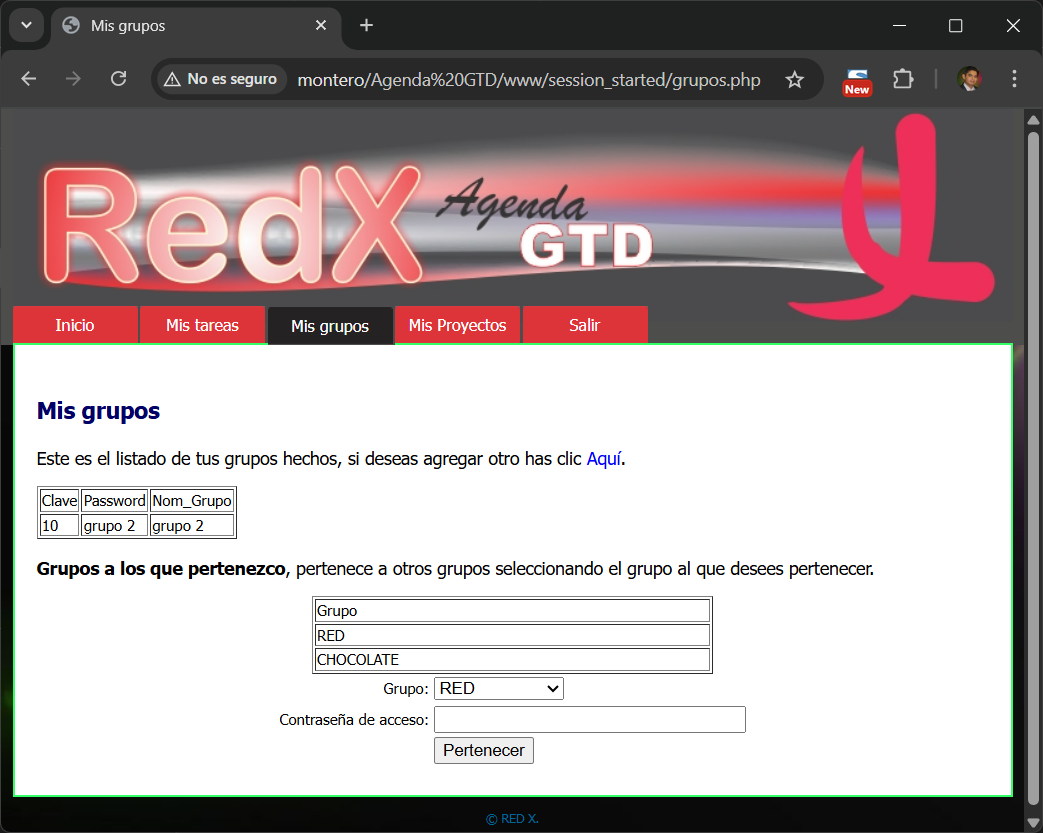 Mis grupos
No es seguro montero/Agenda%20GTD/www/session_started/grupos.php
New
RedX Agenda GTD
Inicio Mis tareas Mis grupos Mis Proyectos Salir
Mis grupos
Este es el listado de tus grupos hechos, si deseas agregar otro has clic Aquí.
Clave Password Nom_Grupo
10 grupo 2 grupo 2
Grupos a los que pertenezco, pertenece a otros grupos seleccionando el grupo al que desees pertenecer.
Grupo
RED
CHOCOLATE
Grupo: RED
Contraseña de acceso:
Pertenecer
© RED X.